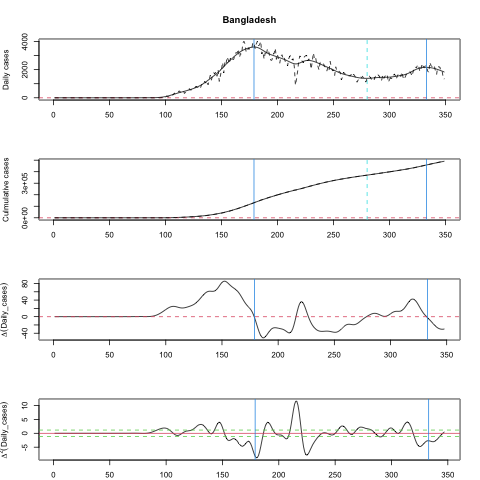 Bangladesh
Daily cases
0 2000 4000
0 50 100 150 200 250 300 350
Culmulative cases
0e+00 3e+05
0 50 100 150 200 250 300 350
Δ(Daily_cases)
-40 0 40 80
0 50 100 150 200 250 300 350
Δ²(Daily_cases)
-5 0 5 10
0 50 100 150 200 250 300 350